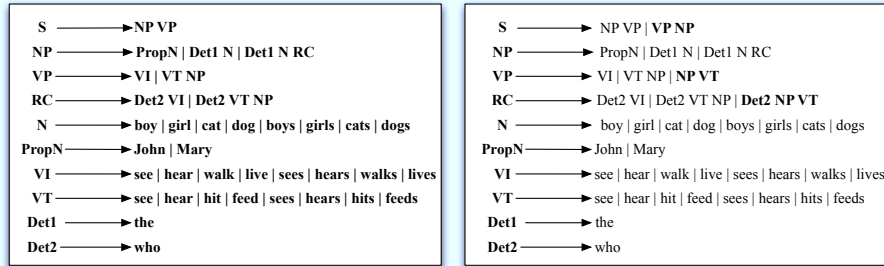 S NP VP
NP PropN | Det1 N | Det1 N RC
VP VI | VT NP
RC Det2 VI | Det2 VT NP
N boy | girl | cat | dog | boys | girls | cats | dogs
PropN John | Mary
VI see | hear | walk | live | sees | hears | walks | lives
VT see | hear | hit | feed | sees | hears | hits | feeds
Det1 the
Det2 who
S NP VP | VP NP
NP PropN | Det1 N | Det1 N RC
VP VI | VT NP | NP VT
RC Det2 VI | Det2 VT NP | Det2 NP VT
N boy | girl | cat | dog | boys | girls | cats | dogs
PropN John | Mary
VI see | hear | walk | live | sees | hears | walks | lives
VT see | hear | hit | feed | sees | hears | hits | feeds
Det1 the
Det2 who